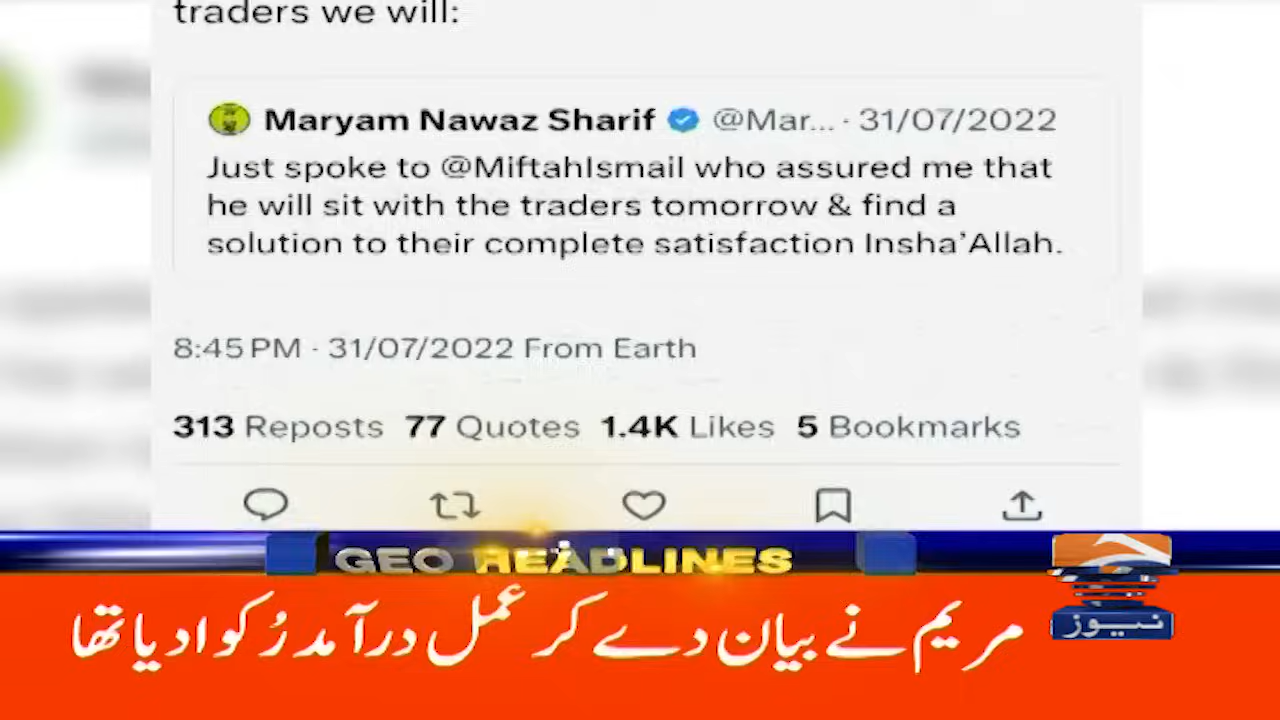 traders we will:
Maryam Nawaz Sharif @Mar... · 31/07/2022
Just spoke to @MiftahIsmail who assured me that
he will sit with the traders tomorrow & find a
solution to their complete satisfaction Insha'Allah.
8:45 PM · 31/07/2022 From Earth
313 Reposts 77 Quotes 1.4K Likes 5 Bookmarks
GEO HEADLINES
نیوز
مریم نے بیان دے کر عمل درآمد رُکوا دیا تھا